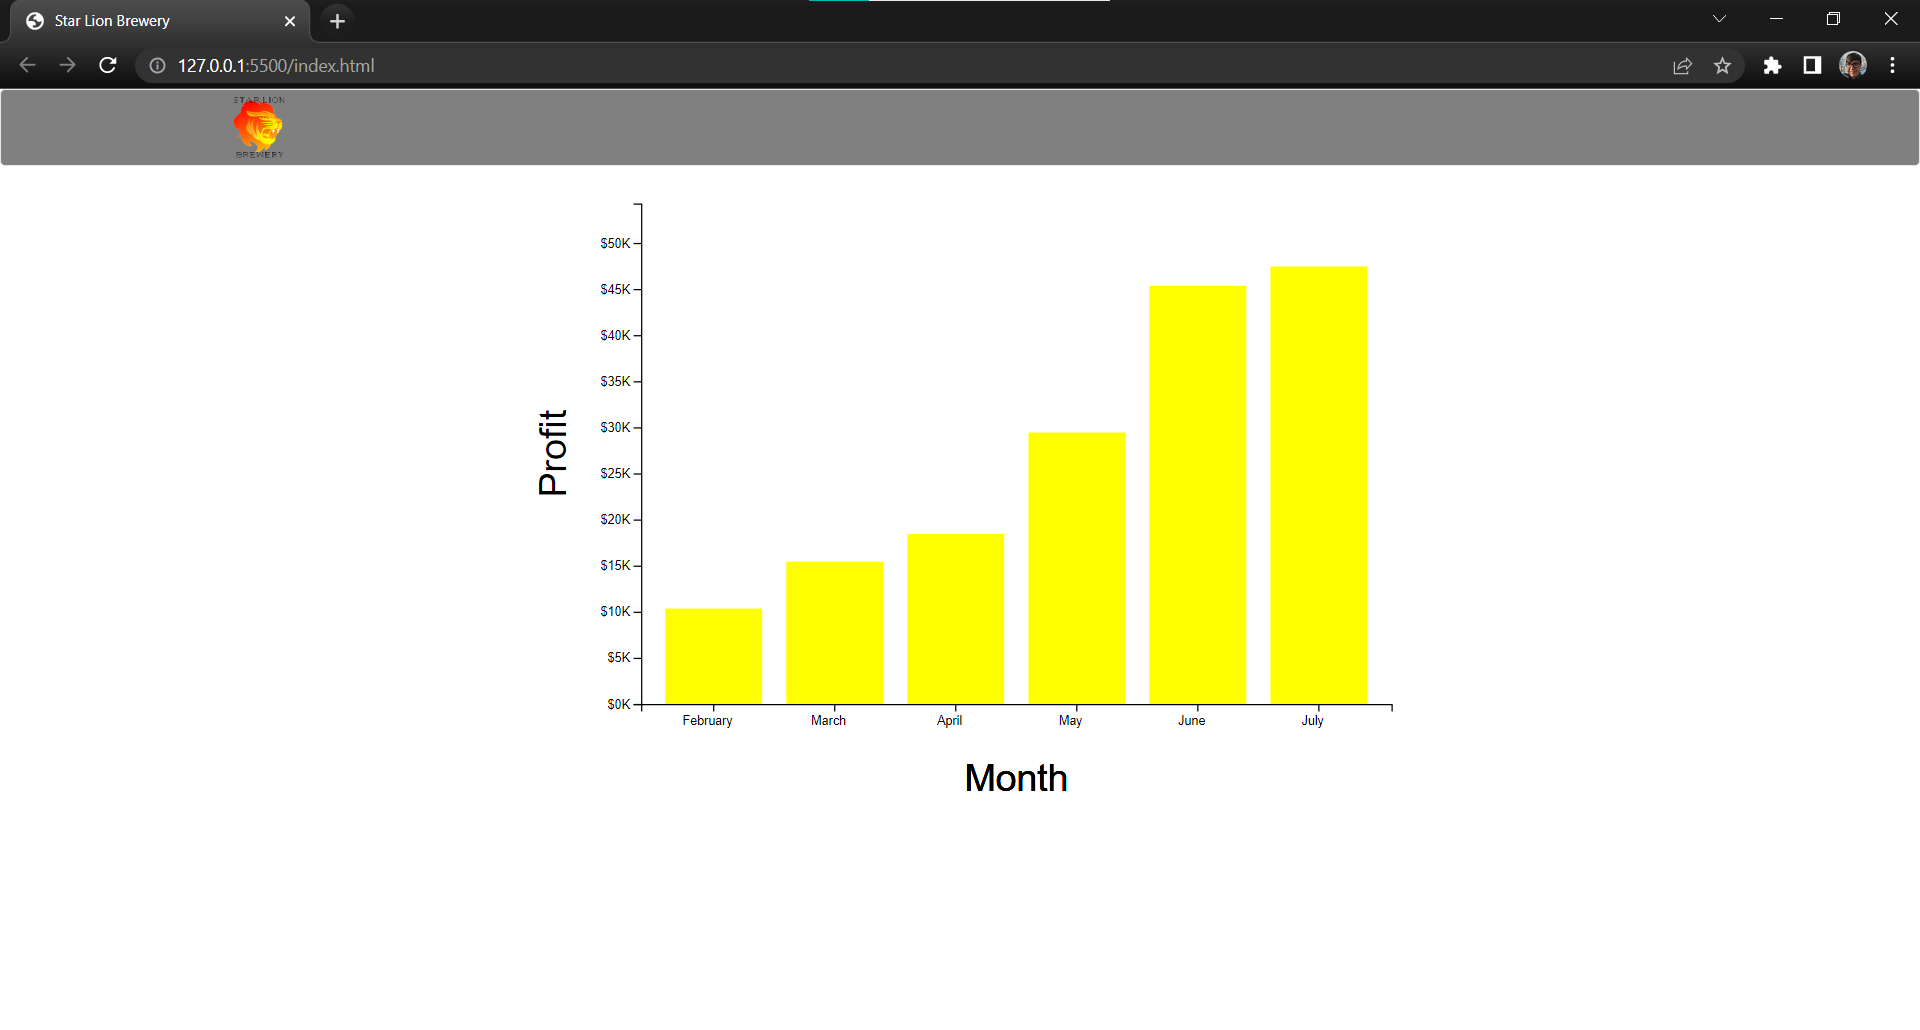 Star Lion Brewery
127.0.0.1:5500/index.html
STAR LION
BREWERY
$50K
$45K
$40K
$35K
$30K
$25K
$20K
$15K
$10K
$5K
$0K
Profit
February March April May June July
Month